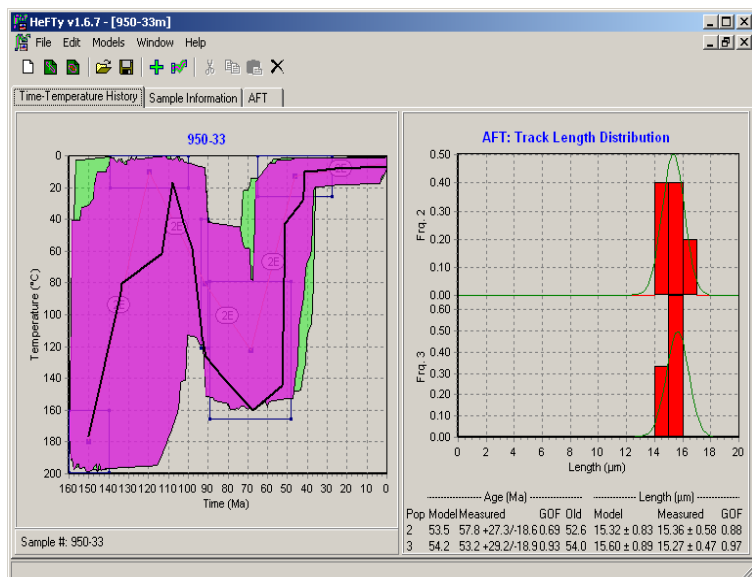 HeFTy v1.6.7 - [950-33m]
File Edit Models Window Help
Time-Temperature History Sample Information AFT
950-33
0
20
40
60
80
100
120
140
160
180
200
Temperature (°C)
2E
2E
2E
2E
2E
160 150 140 130 120 110 100 90 80 70 60 50 40 30 20 10 0
Time (Ma)
Sample #: 950-33
AFT: Track Length Distribution
0.50
0.40
0.30
0.20
0.10
0.00
Frq. 2
0.60
0.50
0.40
0.30
0.20
0.10
0.00
Frq. 3
0 2 4 6 8 10 12 14 16 18 20
Length (µm)
Age (Ma) Length (µm)
Pop Model Measured GOF Old Model Measured GOF
2 53.5 57.8 +27.3/-18.6 0.69 52.6 15.32 ± 0.83 15.36 ± 0.58 0.88
3 54.2 53.2 +29.2/-18.9 0.93 54.0 15.60 ± 0.89 15.27 ± 0.47 0.97